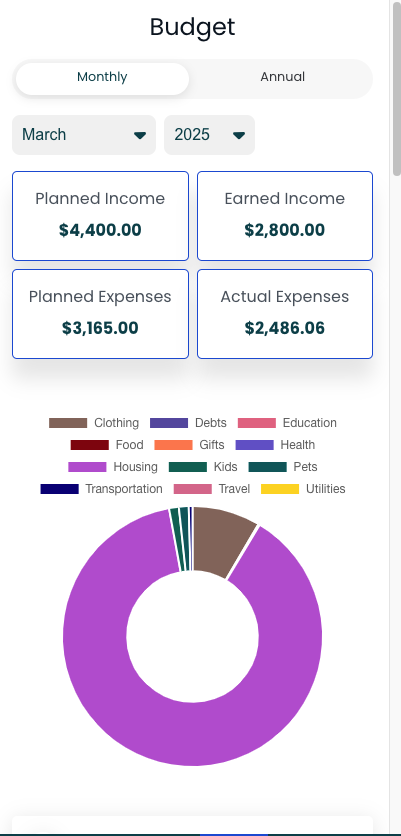 Budget
Monthly Annual
March 2025
Planned Income Earned Income
$4,400.00 $2,800.00
Planned Expenses Actual Expenses
$3,165.00 $2,486.06
Clothing Debts Education
Food Gifts Health
Housing Kids Pets
Transportation Travel Utilities